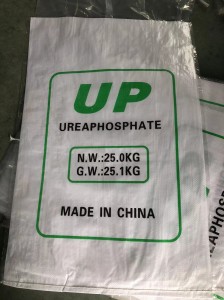 UP
UREAPHOSPHATE
N.W.:25.0KG
G.W.:25.1KG
MADE IN CHINA